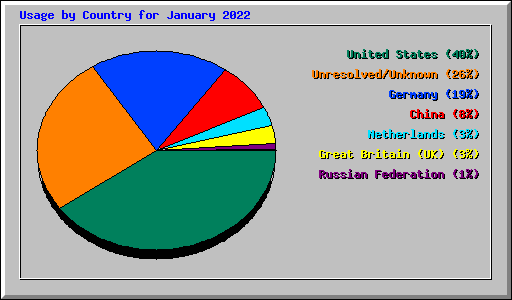 Usage by Country for January 2022
United States (40%)
Unresolved/Unknown (26%)
Germany (19%)
China (8%)
Netherlands (3%)
Great Britain (UK) (3%)
Russian Federation (1%)